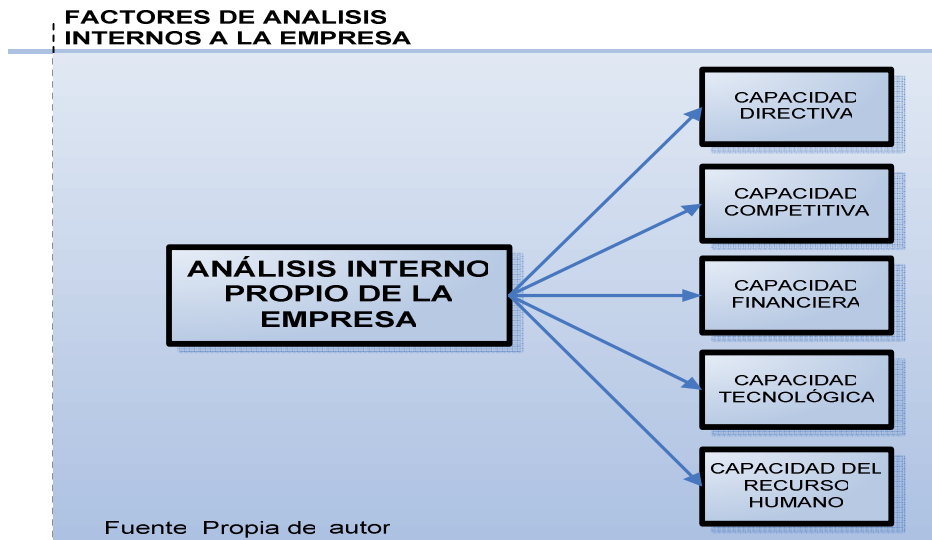 FACTORES DE ANALISIS
INTERNOS A LA EMPRESA
ANÁLISIS INTERNO
PROPIO DE LA
EMPRESA
CAPACIDAD
DIRECTIVA
CAPACIDAD
COMPETITIVA
CAPACIDAD
FINANCIERA
CAPACIDAD
TECNOLÓGICA
CAPACIDAD DEL
RECURSO
HUMANO
Fuente Propia de autor